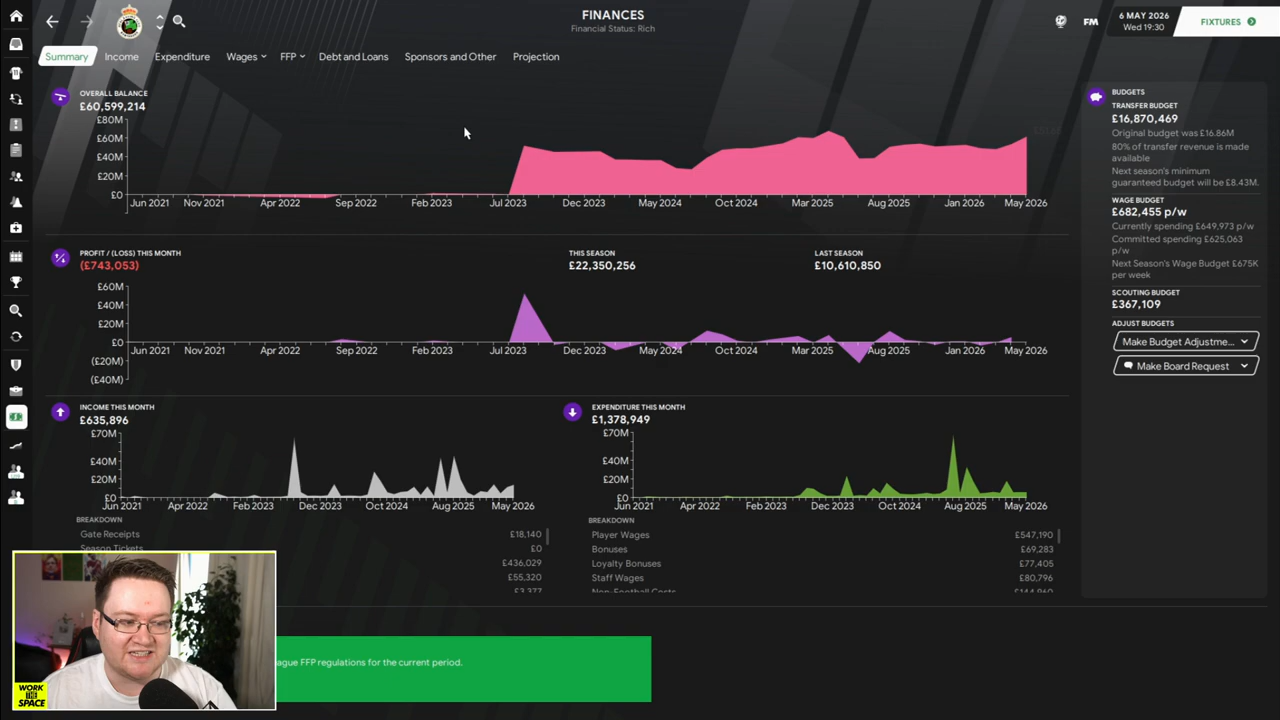 FINANCES
Financial Status: Rich
FM
6 MAY 2026
Wed 19:30
FIXTURES
Summary
Income
Expenditure
Wages
FFP
Debt and Loans
Sponsors and Other
Projection
OVERALL BALANCE
£60,599,214
£80M
£60M
£40M
£20M
£0
Jun 2021
Nov 2021
Apr 2022
Sep 2022
Feb 2023
Jul 2023
Dec 2023
May 2024
Oct 2024
Mar 2025
Aug 2025
Jan 2026
May 2026
PROFIT / (LOSS) THIS MONTH
(£743,053)
THIS SEASON
£22,350,256
LAST SEASON
£10,610,850
£60M
£40M
£20M
£0
(£20M)
(£40M)
Jun 2021
Nov 2021
Apr 2022
Sep 2022
Feb 2023
Jul 2023
Dec 2023
May 2024
Oct 2024
Mar 2025
Aug 2025
Jan 2026
May 2026
INCOME THIS MONTH
£635,896
£70M
£40M
£20M
£0
Jun 2021
Apr 2022
Feb 2023
Dec 2023
Oct 2024
Aug 2025
May 2026
BREAKDOWN
Gate Receipts
£18,140
Season Tickets
£0
£436,029
£55,320
£3,377
EXPENDITURE THIS MONTH
£1,378,949
£70M
£40M
£20M
£0
Jun 2021
Apr 2022
Feb 2023
Dec 2023
Oct 2024
Aug 2025
May 2026
BREAKDOWN
Player Wages
£547,190
Bonuses
£69,283
Loyalty Bonuses
£77,405
Staff Wages
£80,796
Non-Football Costs
£144,960
BUDGETS
TRANSFER BUDGET
£16,870,469
Original budget was £16.86M
80% of transfer revenue is made
available
Next season's minimum
guaranteed budget will be £8.43M.
WAGE BUDGET
£682,455 p/w
Currently spending £649,973 p/w
Committed spending £625,063
p/w
Next Season's Wage Budget £675K
per week
SCOUTING BUDGET
£367,109
ADJUST BUDGETS
Make Budget Adjustme...
Make Board Request
ague FFP regulations for the current period.
WORK
THE
SPACE